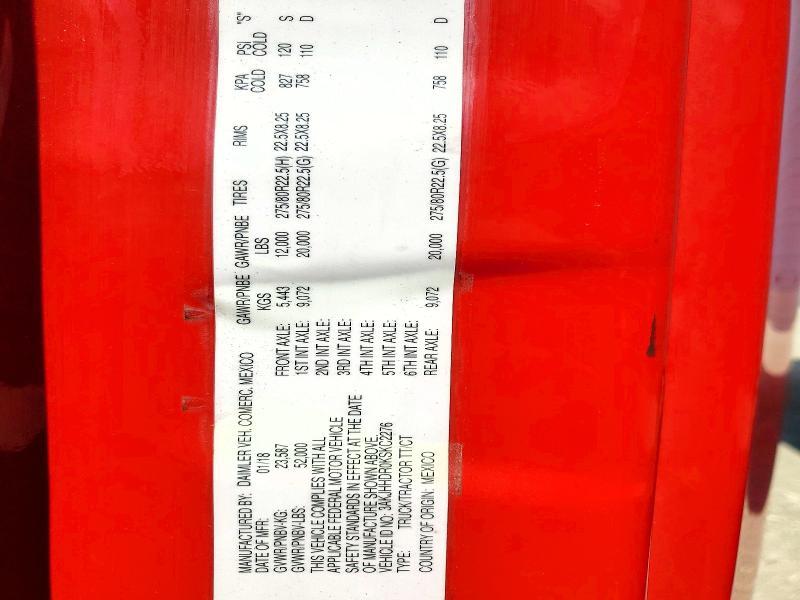 MANUFACTURED BY: DAIMLER VEH. COMERC. MEXICO
DATE OF MFR: 01/18
GVWR/PNBV-KG: 23,587
GVWR/PNBV-LBS: 52,000
THIS VEHICLE COMPLIES WITH ALL
APPLICABLE FEDERAL MOTOR VEHICLE
SAFETY STANDARDS IN EFFECT AT THE DATE
OF MANUFACTURE SHOWN ABOVE.
VEHICLE ID NO: 3AKJHHDR0KSKC2276
TYPE: TRUCK/TRACTOR TT/CT
COUNTRY OF ORIGIN: MEXICO
GAWR/PNBE GAWR/PNBE TIRES RIMS KPA PSI "S"
KGS LBS COLD COLD
FRONT AXLE: 5,443 12,000 275/80R22.5(H) 22.5X8.25 827 120 S
1ST INT AXLE: 9,072 20,000 275/80R22.5(G) 22.5X8.25 758 110 D
2ND INT AXLE:
3RD INT AXLE:
4TH INT AXLE:
5TH INT AXLE:
6TH INT AXLE:
REAR AXLE: 9,072 20,000 275/80R22.5(G) 22.5X8.25 758 110 D